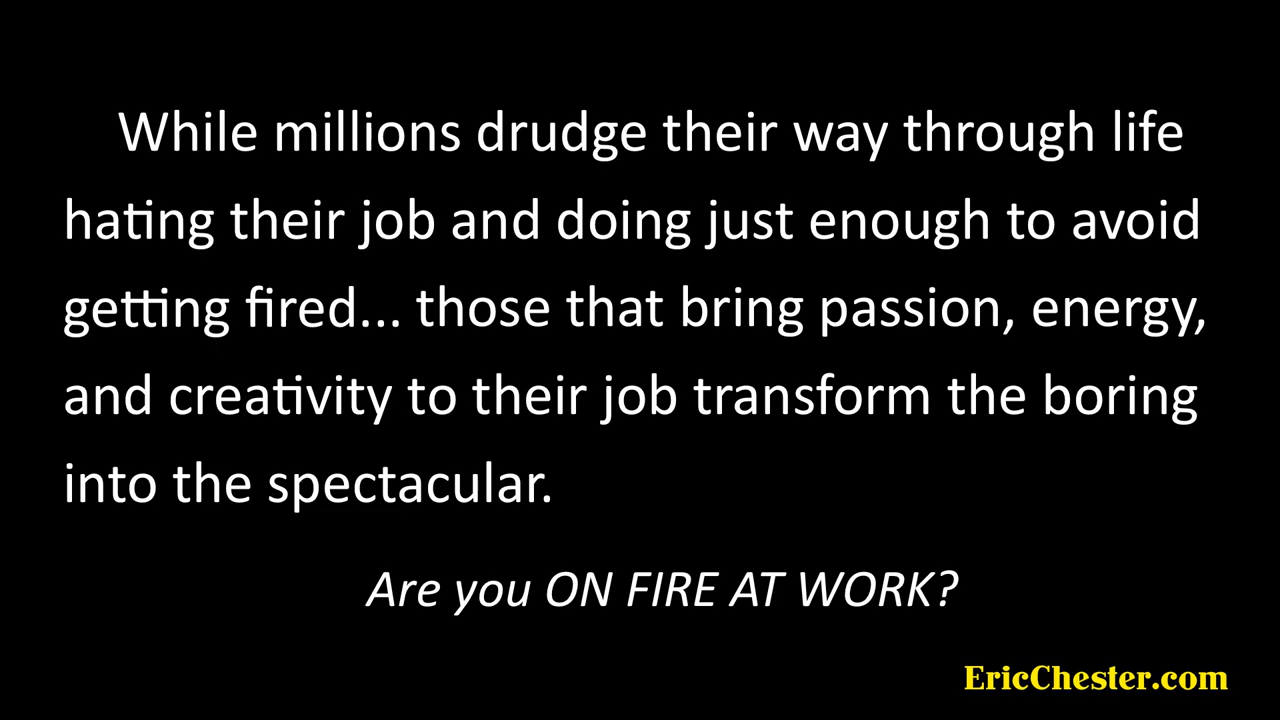 While millions drudge their way through life
hating their job and doing just enough to avoid
getting fired... those that bring passion, energy,
and creativity to their job transform the boring
into the spectacular.
Are you ON FIRE AT WORK?
EricChester.com